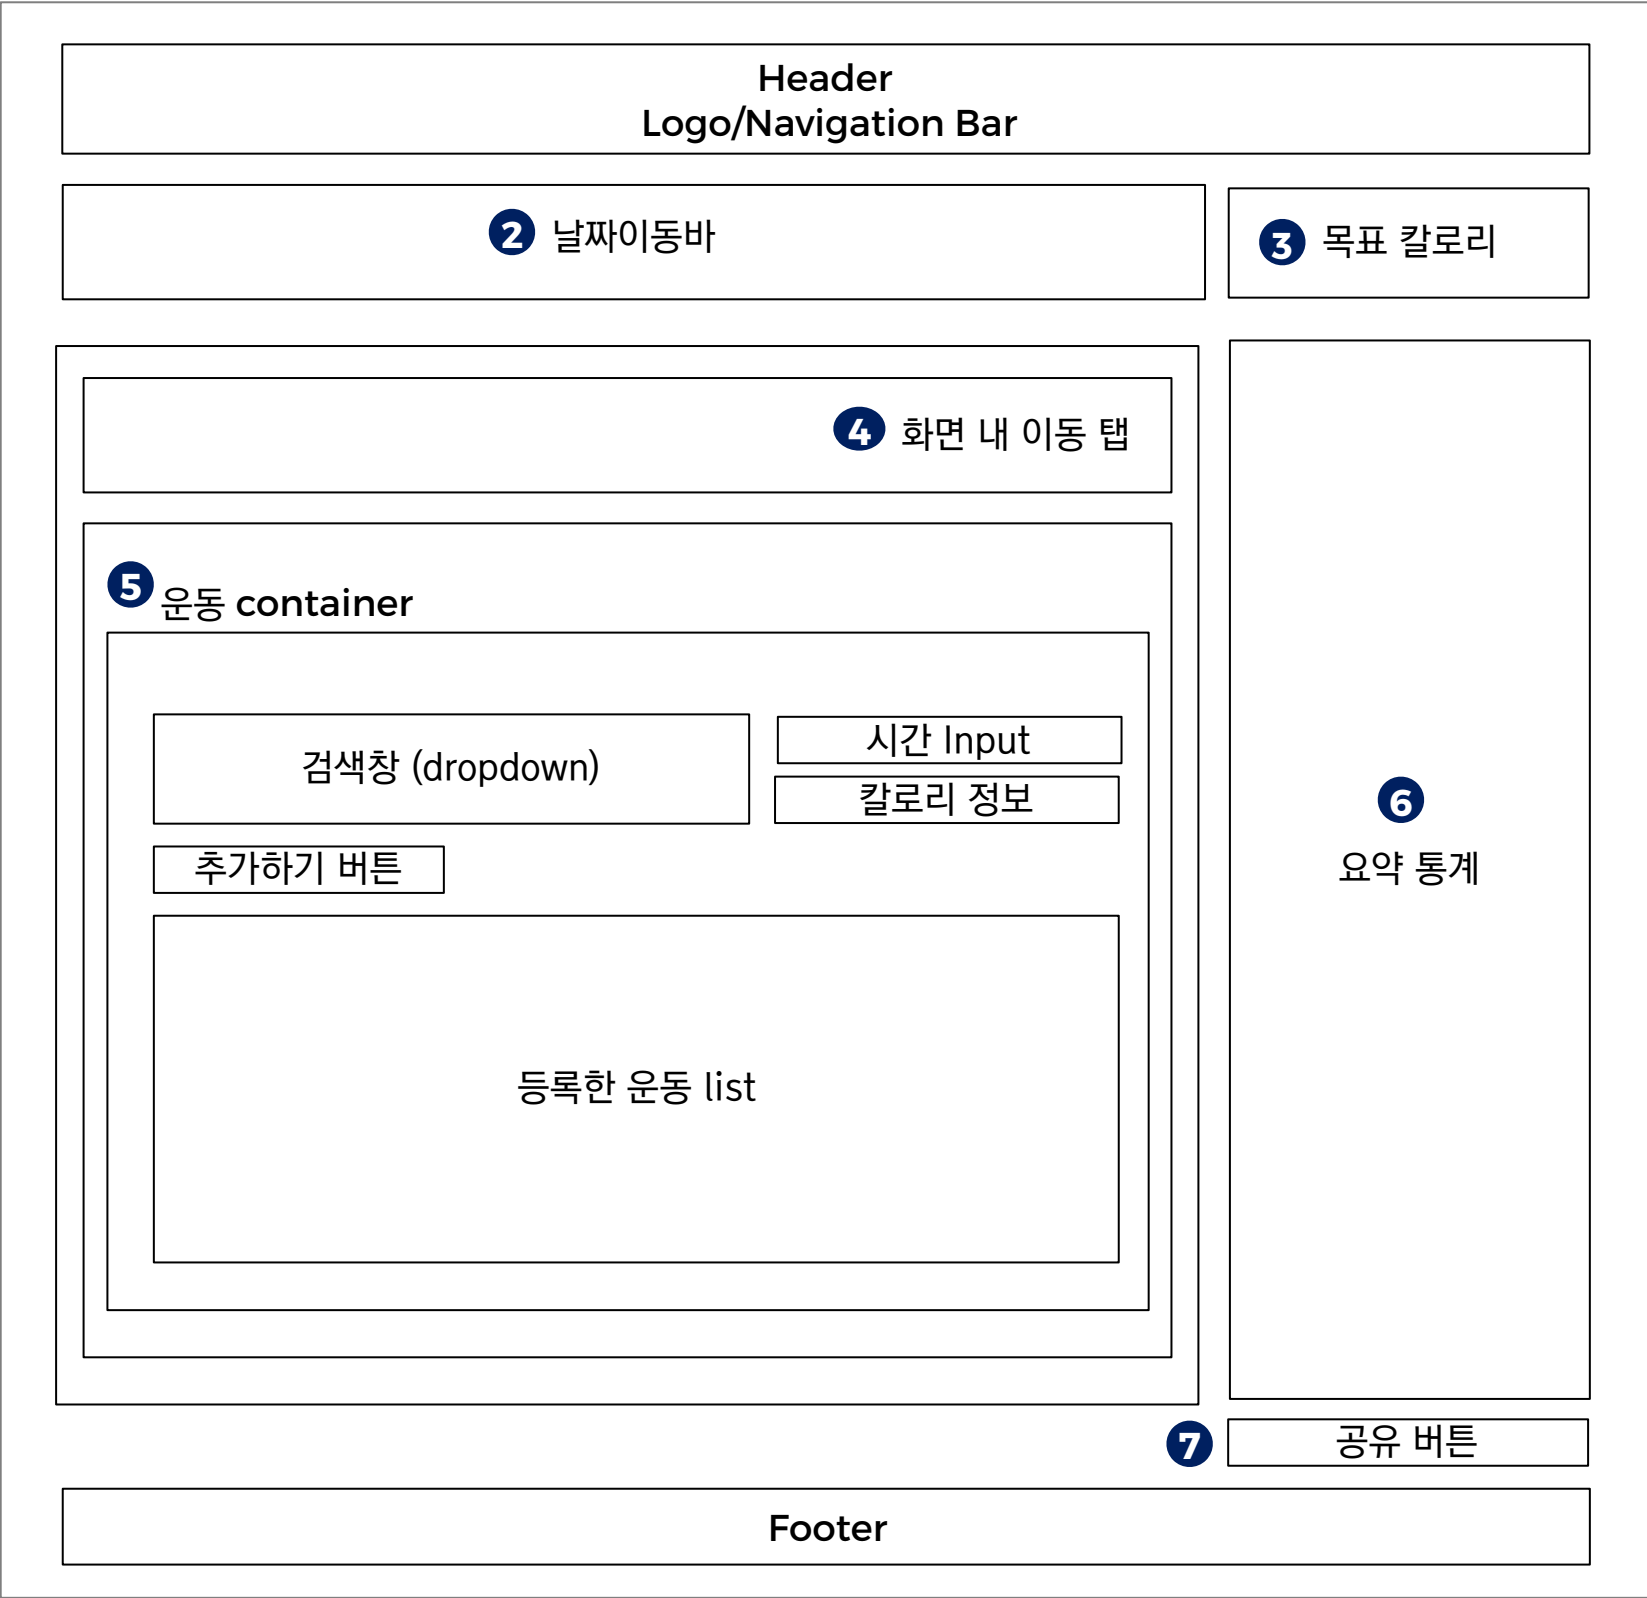 Header
Logo/Navigation Bar
2 날짜이동바
3 목표 칼로리
4 화면 내 이동 탭
5 운동 container
검색창 (dropdown)
시간 Input
칼로리 정보
추가하기 버튼
등록한 운동 list
6
요약 통계
7 공유 버튼
Footer